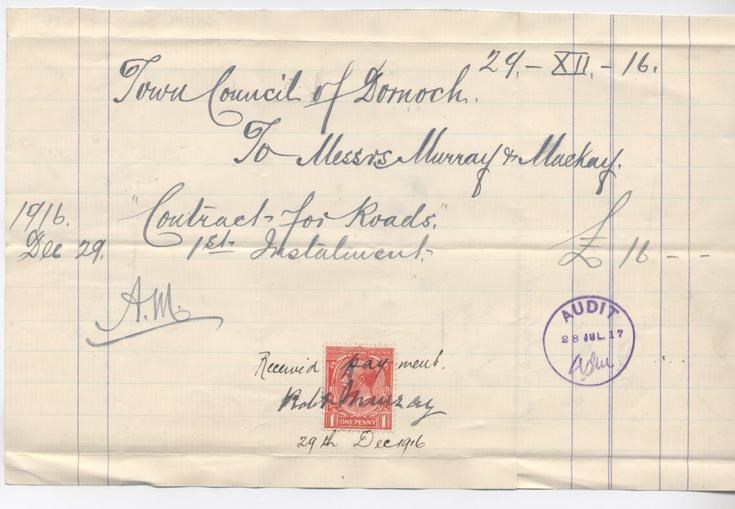 29.-XII.-16.
Town Council of Dornoch.
To Messrs Murray & Mackay.
1916. "Contract for Roads."
Dec 29. 1st Instalment. £ 16 - -
A.M.
AUDIT
28 JUL. 17
Received payment.
Robt Murray
ONE PENNY
29th Dec 1916